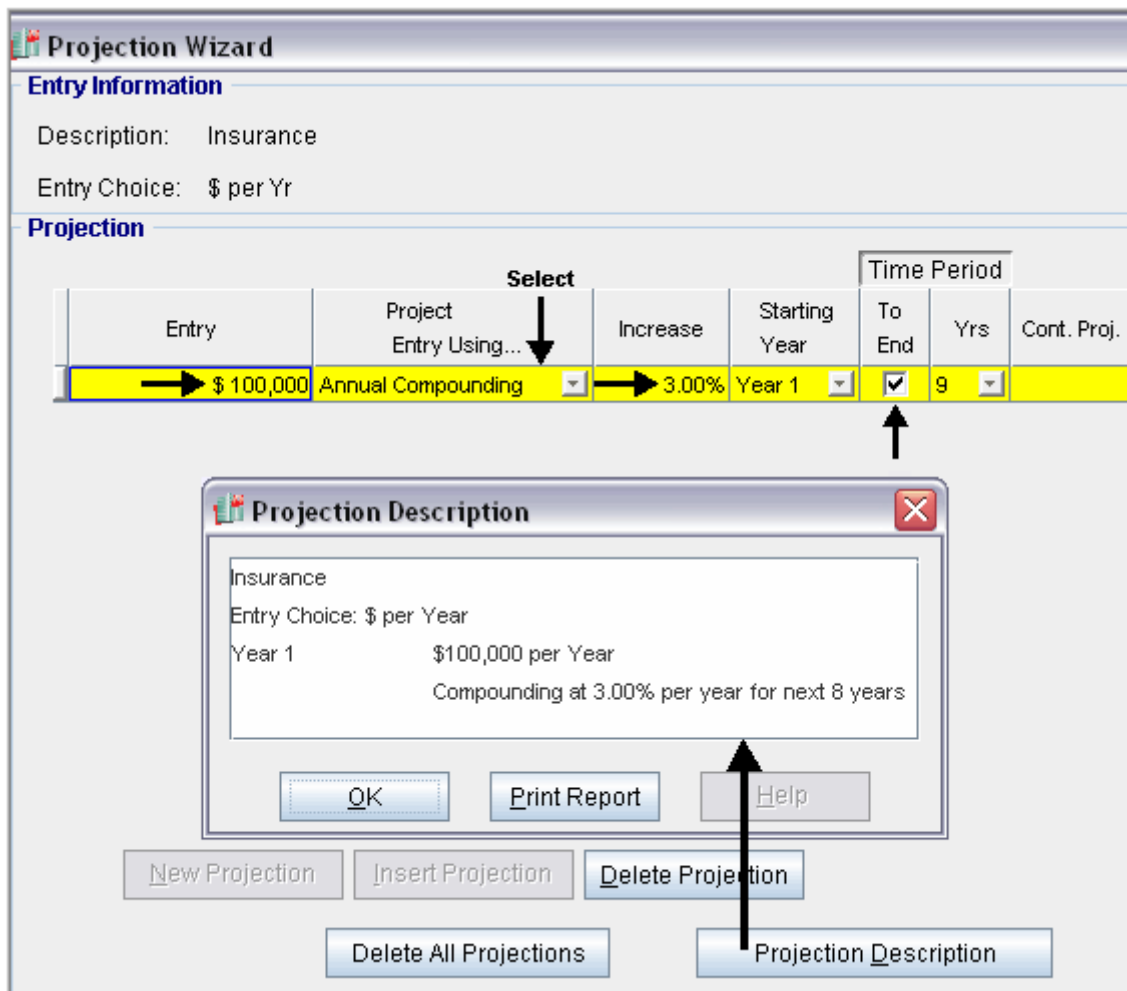 Projection Wizard
Entry Information
Description: Insurance
Entry Choice: $ per Yr
Projection
Select
Time Period
Entry
Project
Entry Using...
Increase
Starting
Year
To
End
Yrs
Cont. Proj.
$ 100,000 Annual Compounding 3.00% Year 1 9
Projection Description
Insurance
Entry Choice: $ per Year
Year 1 $100,000 per Year
Compounding at 3.00% per year for next 8 years
OK Print Report Help
New Projection Insert Projection Delete Projection
Delete All Projections Projection Description